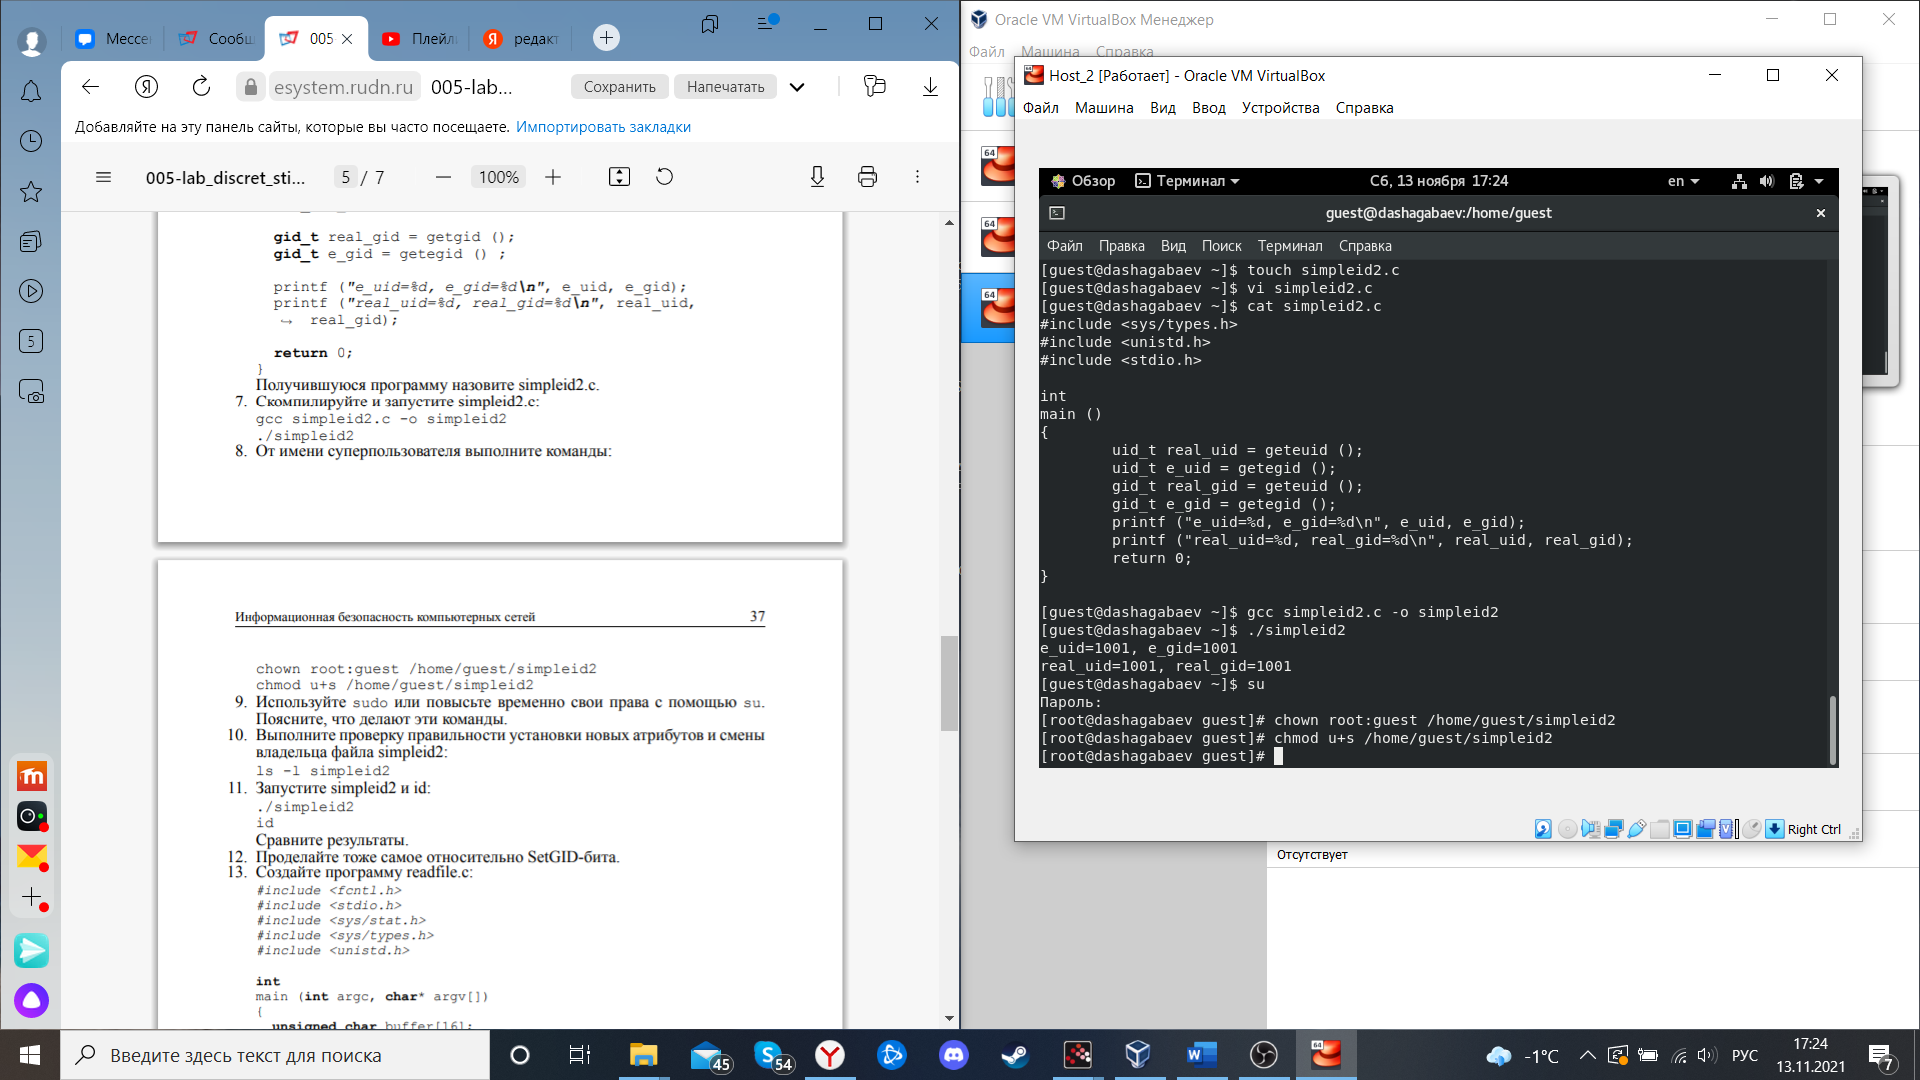 Мессе
Сообщ
005
Плейл
редакт
esystem.rudn.ru
005-lab...
Сохранить
Напечатать
Добавляйте на эту панель сайты, которые вы часто посещаете. Импортировать закладки
005-lab_discret_sti...
5 / 7
100%
gid_t real_gid = getgid ();
gid_t e_gid = getegid () ;
printf ("e_uid=%d, e_gid=%d\n", e_uid, e_gid);
printf ("real_uid=%d, real_gid=%d\n", real_uid,
↪ real_gid);
return 0;
}
Получившуюся программу назовите simpleid2.c.
7. Скомпилируйте и запустите simpleid2.c:
gcc simpleid2.c -o simpleid2
./simpleid2
8. От имени суперпользователя выполните команды:
Информационная безопасность компьютерных сетей 37
chown root:guest /home/guest/simpleid2
chmod u+s /home/guest/simpleid2
9. Используйте sudo или повысьте временно свои права с помощью su.
Поясните, что делают эти команды.
10. Выполните проверку правильности установки новых атрибутов и смены
владельца файла simpleid2:
ls -l simpleid2
11. Запустите simpleid2 и id:
./simpleid2
id
Сравните результаты.
12. Проделайте тоже самое относительно SetGID-бита.
13. Создайте программу readfile.c:
#include <fcntl.h>
#include <stdio.h>
#include <sys/stat.h>
#include <sys/types.h>
#include <unistd.h>
int
main (int argc, char* argv[])
{
unsigned char buffer[16];
5
Oracle VM VirtualBox Менеджер
Файл Машина Справка
64
64
64
Host_2 [Работает] - Oracle VM VirtualBox
Файл Машина Вид Ввод Устройства Справка
Обзор Терминал Сб, 13 ноября 17:24 en
guest@dashagabaev:/home/guest
Файл Правка Вид Поиск Терминал Справка
[guest@dashagabaev ~]$ touch simpleid2.c
[guest@dashagabaev ~]$ vi simpleid2.c
[guest@dashagabaev ~]$ cat simpleid2.c
#include <sys/types.h>
#include <unistd.h>
#include <stdio.h>
int
main ()
{
uid_t real_uid = geteuid ();
uid_t e_uid = getegid ();
gid_t real_gid = geteuid ();
gid_t e_gid = getegid ();
printf ("e_uid=%d, e_gid=%d\n", e_uid, e_gid);
printf ("real_uid=%d, real_gid=%d\n", real_uid, real_gid);
return 0;
}
[guest@dashagabaev ~]$ gcc simpleid2.c -o simpleid2
[guest@dashagabaev ~]$ ./simpleid2
e_uid=1001, e_gid=1001
real_uid=1001, real_gid=1001
[guest@dashagabaev ~]$ su
Пароль:
[root@dashagabaev guest]# chown root:guest /home/guest/simpleid2
[root@dashagabaev guest]# chmod u+s /home/guest/simpleid2
[root@dashagabaev guest]#
Right Ctrl
Отсутствует
Введите здесь текст для поиска
45
54
-1°C
РУС
17:24
13.11.2021
7